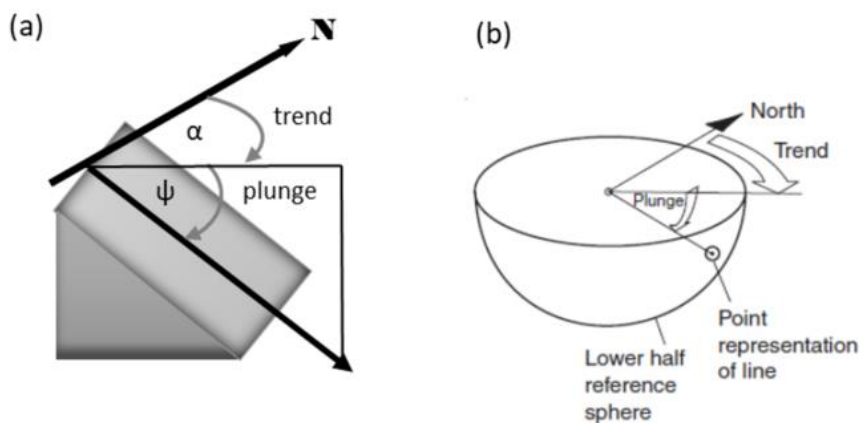 (a)
N
trend
α
ψ
plunge
(b)
North
Trend
Plunge
Point
representation
of line
Lower half
reference
sphere